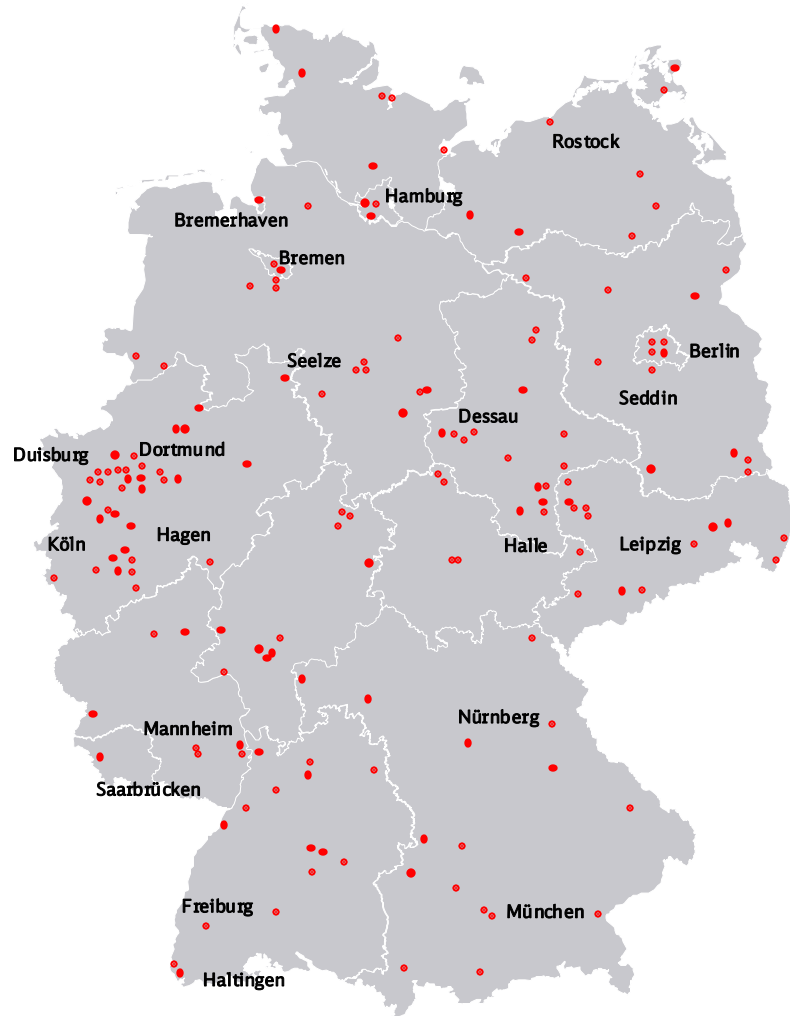 Rostock
Hamburg
Bremerhaven
Bremen
Berlin
Seelze
Seddin
Dessau
Dortmund
Duisburg
Hagen
Köln
Halle
Leipzig
Nürnberg
Mannheim
Saarbrücken
Freiburg
München
Haltingen